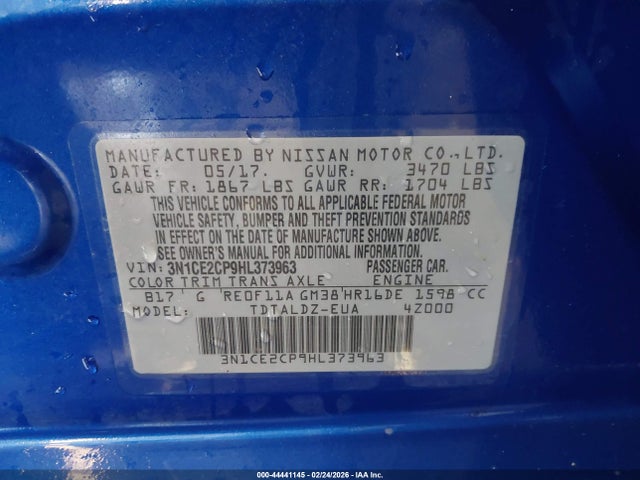 MANUFACTURED BY NISSAN MOTOR CO.,LTD.
DATE: 05/17. GVWR: 3470 LBS
GAWR FR: 1867 LBS GAWR RR: 1704 LBS
THIS VEHICLE CONFORMS TO ALL APPLICABLE FEDERAL MOTOR
VEHICLE SAFETY, BUMPER AND THEFT PREVENTION STANDARDS
IN EFFECT ON THE DATE OF MANUFACTURE SHOWN ABOVE.
SEE OWNER'S MANUAL FOR ADDITIONAL INFORMATION.
VIN: 3N1CE2CP9HL373963 PASSENGER CAR.
COLOR TRIM TRANS AXLE ENGINE
B17 G RE0F11A GM38 HR16DE 1598 CC
MODEL: TDTALDZ-EUA 4Z000
3N1CE2CP9HL373963
000-44441145 - 02/24/2026 - IAA Inc.